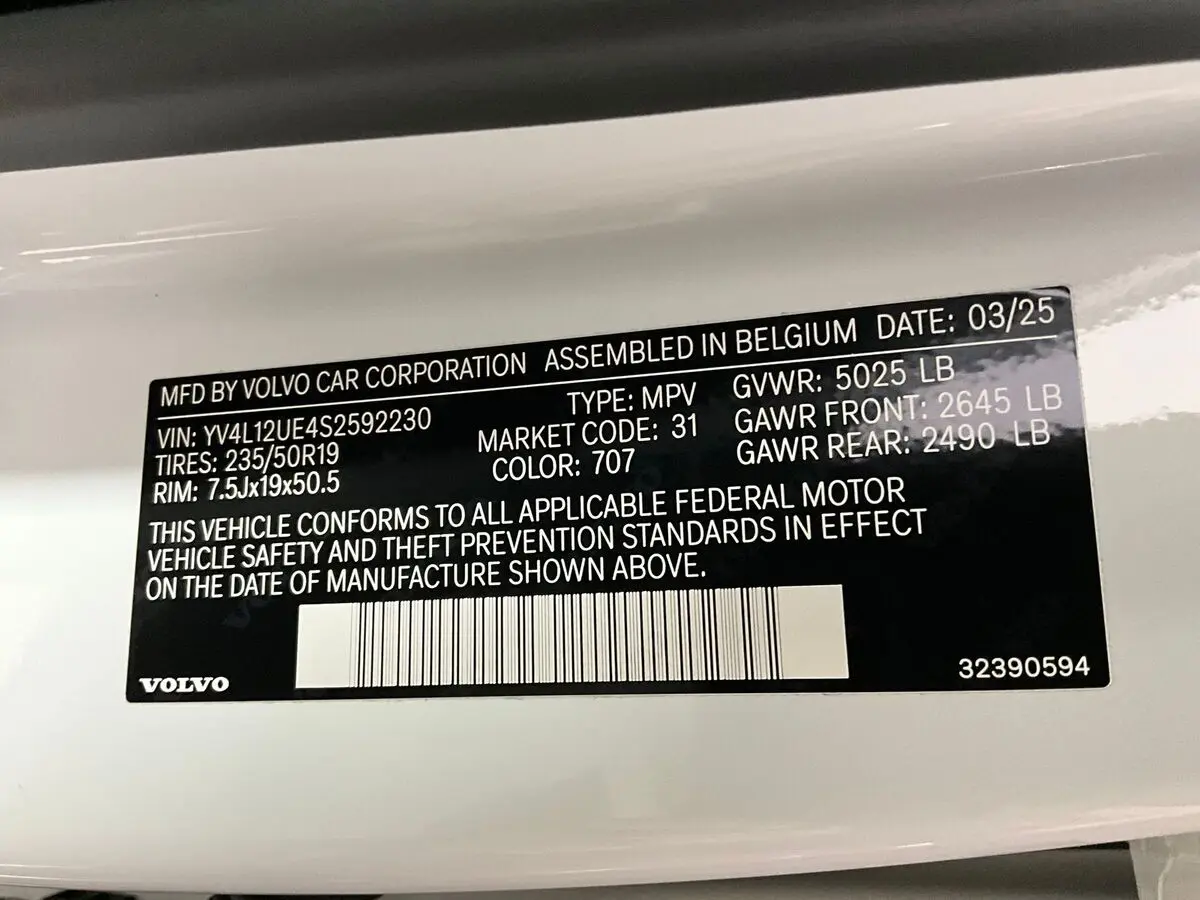 MFD BY VOLVO CAR CORPORATION ASSEMBLED IN BELGIUM DATE: 03/25
VIN: YV4L12UE4S2592230 TYPE: MPV GVWR: 5025 LB
TIRES: 235/50R19 MARKET CODE: 31 GAWR FRONT: 2645 LB
RIM: 7.5Jx19x50.5 COLOR: 707 GAWR REAR: 2490 LB
THIS VEHICLE CONFORMS TO ALL APPLICABLE FEDERAL MOTOR
VEHICLE SAFETY AND THEFT PREVENTION STANDARDS IN EFFECT
ON THE DATE OF MANUFACTURE SHOWN ABOVE.
VOLVO 32390594